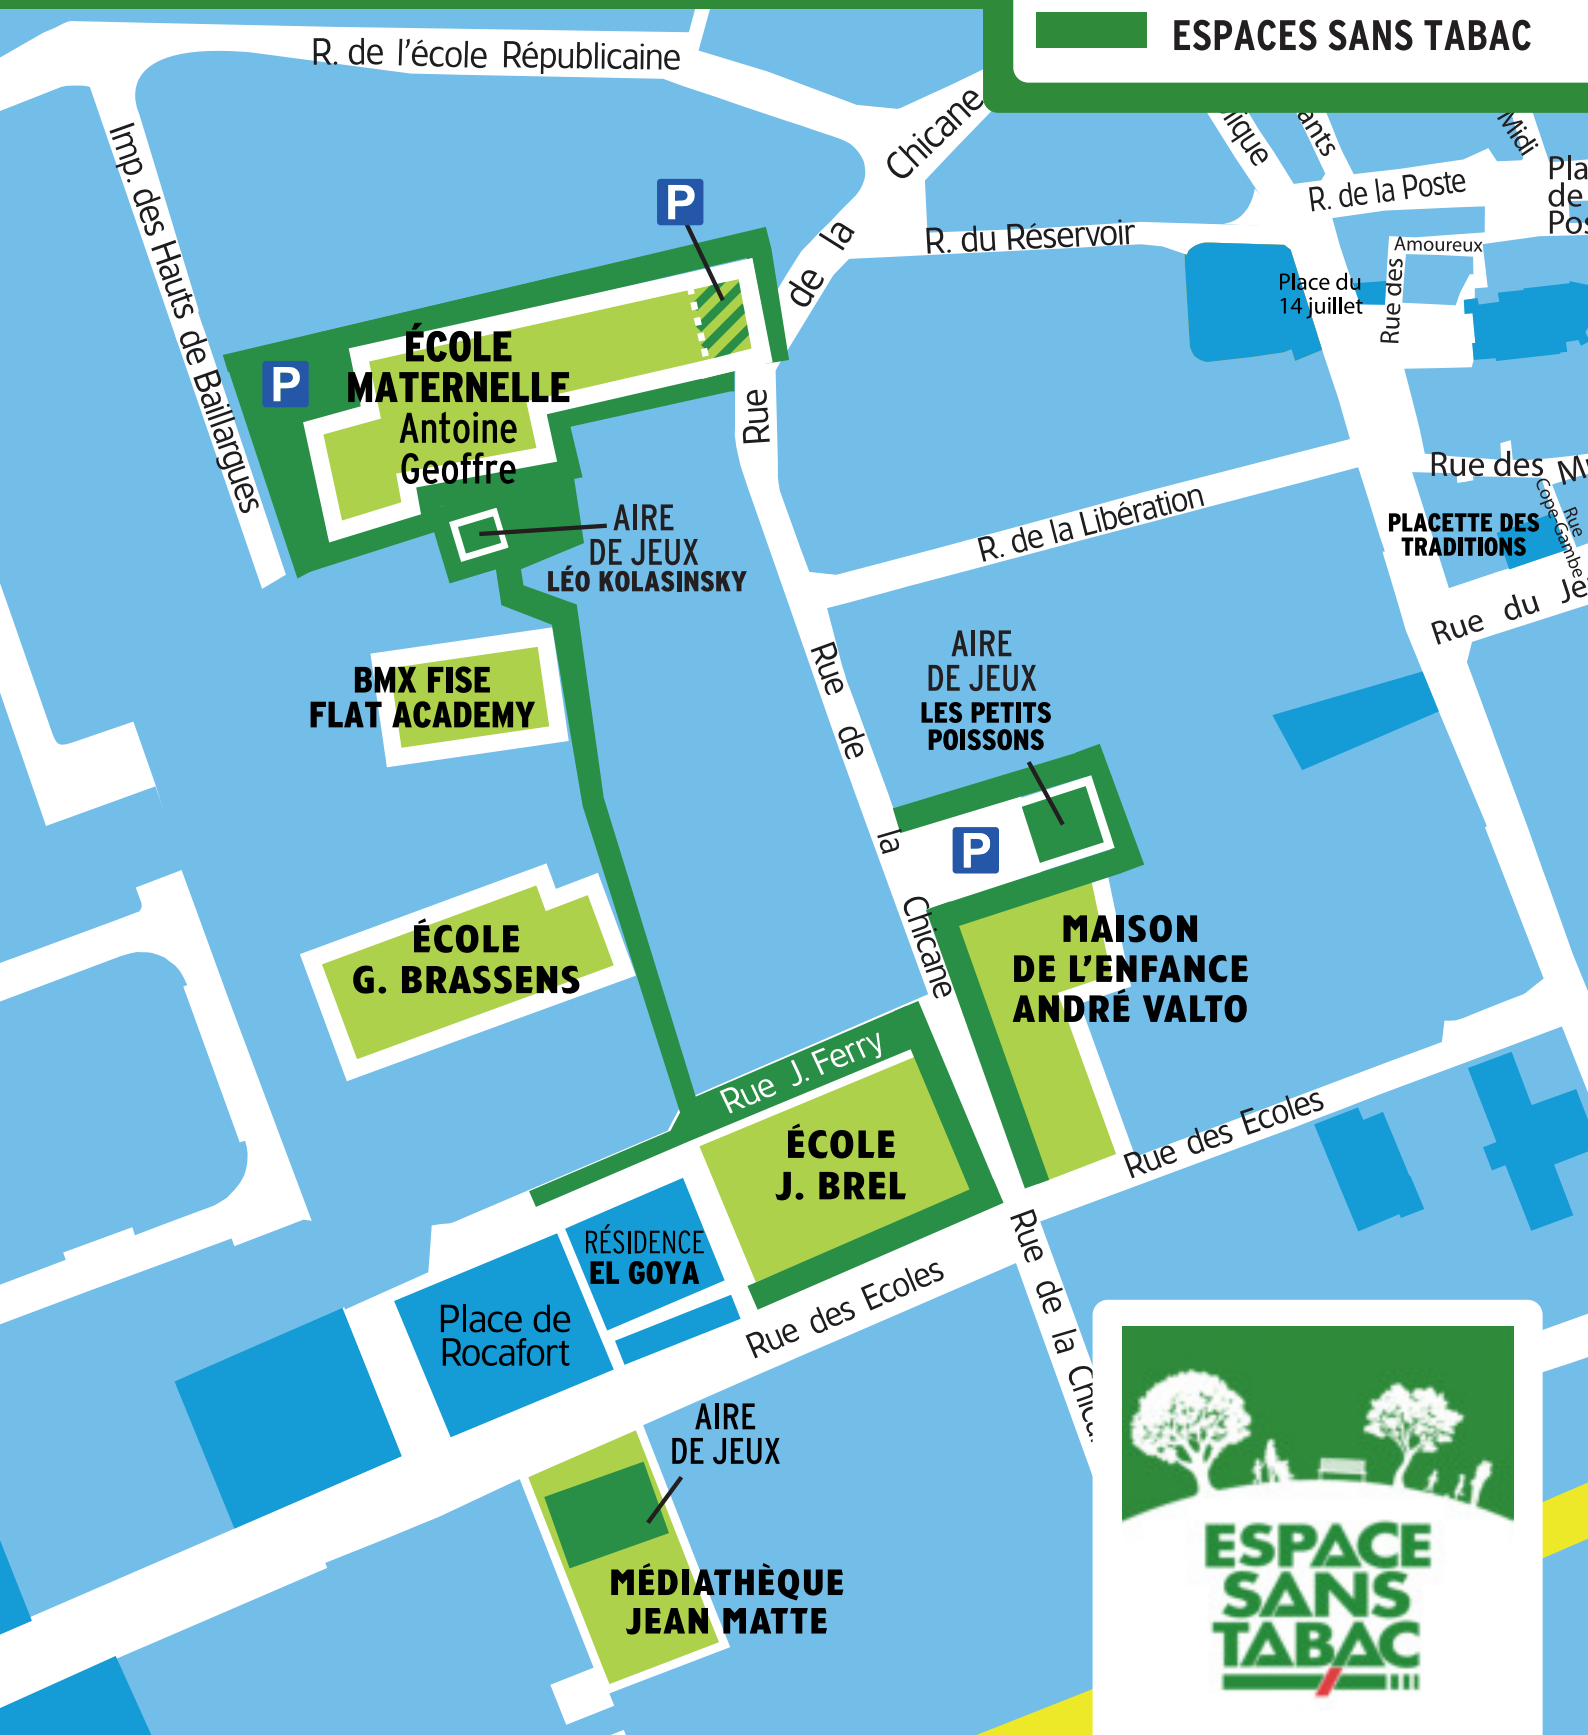 ESPACES SANS TABAC
R. de l'école Républicaine
Chicane
de la
Rue
Imp. des Hauts de Baillargues
P
R. du Réservoir
R. de la Poste
Midi
Amoureux
Rue des
Place du
14 juillet
P
ÉCOLE
MATERNELLE
Antoine
Geoffre
AIRE
DE JEUX
LÉO KOLASINSKY
R. de la Libération
Rue des
PLACETTE DES
TRADITIONS
Rue
Cope-Gambe
Rue du
BMX FISE
FLAT ACADEMY
AIRE
DE JEUX
LES PETITS
POISSONS
P
Rue de la Chicane
ÉCOLE
G. BRASSENS
MAISON
DE L'ENFANCE
ANDRÉ VALTO
Rue J. Ferry
ÉCOLE
J. BREL
Rue des Ecoles
RÉSIDENCE
EL GOYA
Place de
Rocafort
Rue des Ecoles
Rue de la Chica
AIRE
DE JEUX
MÉDIATHÈQUE
JEAN MATTE
ESPACE
SANS
TABAC